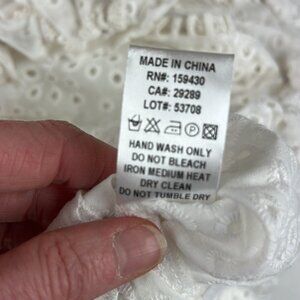 MADE IN CHINA
RN#: 159430
CA#: 29289
LOT#: 53708
HAND WASH ONLY
DO NOT BLEACH
IRON MEDIUM HEAT
DRY CLEAN
DO NOT TUMBLE DRY